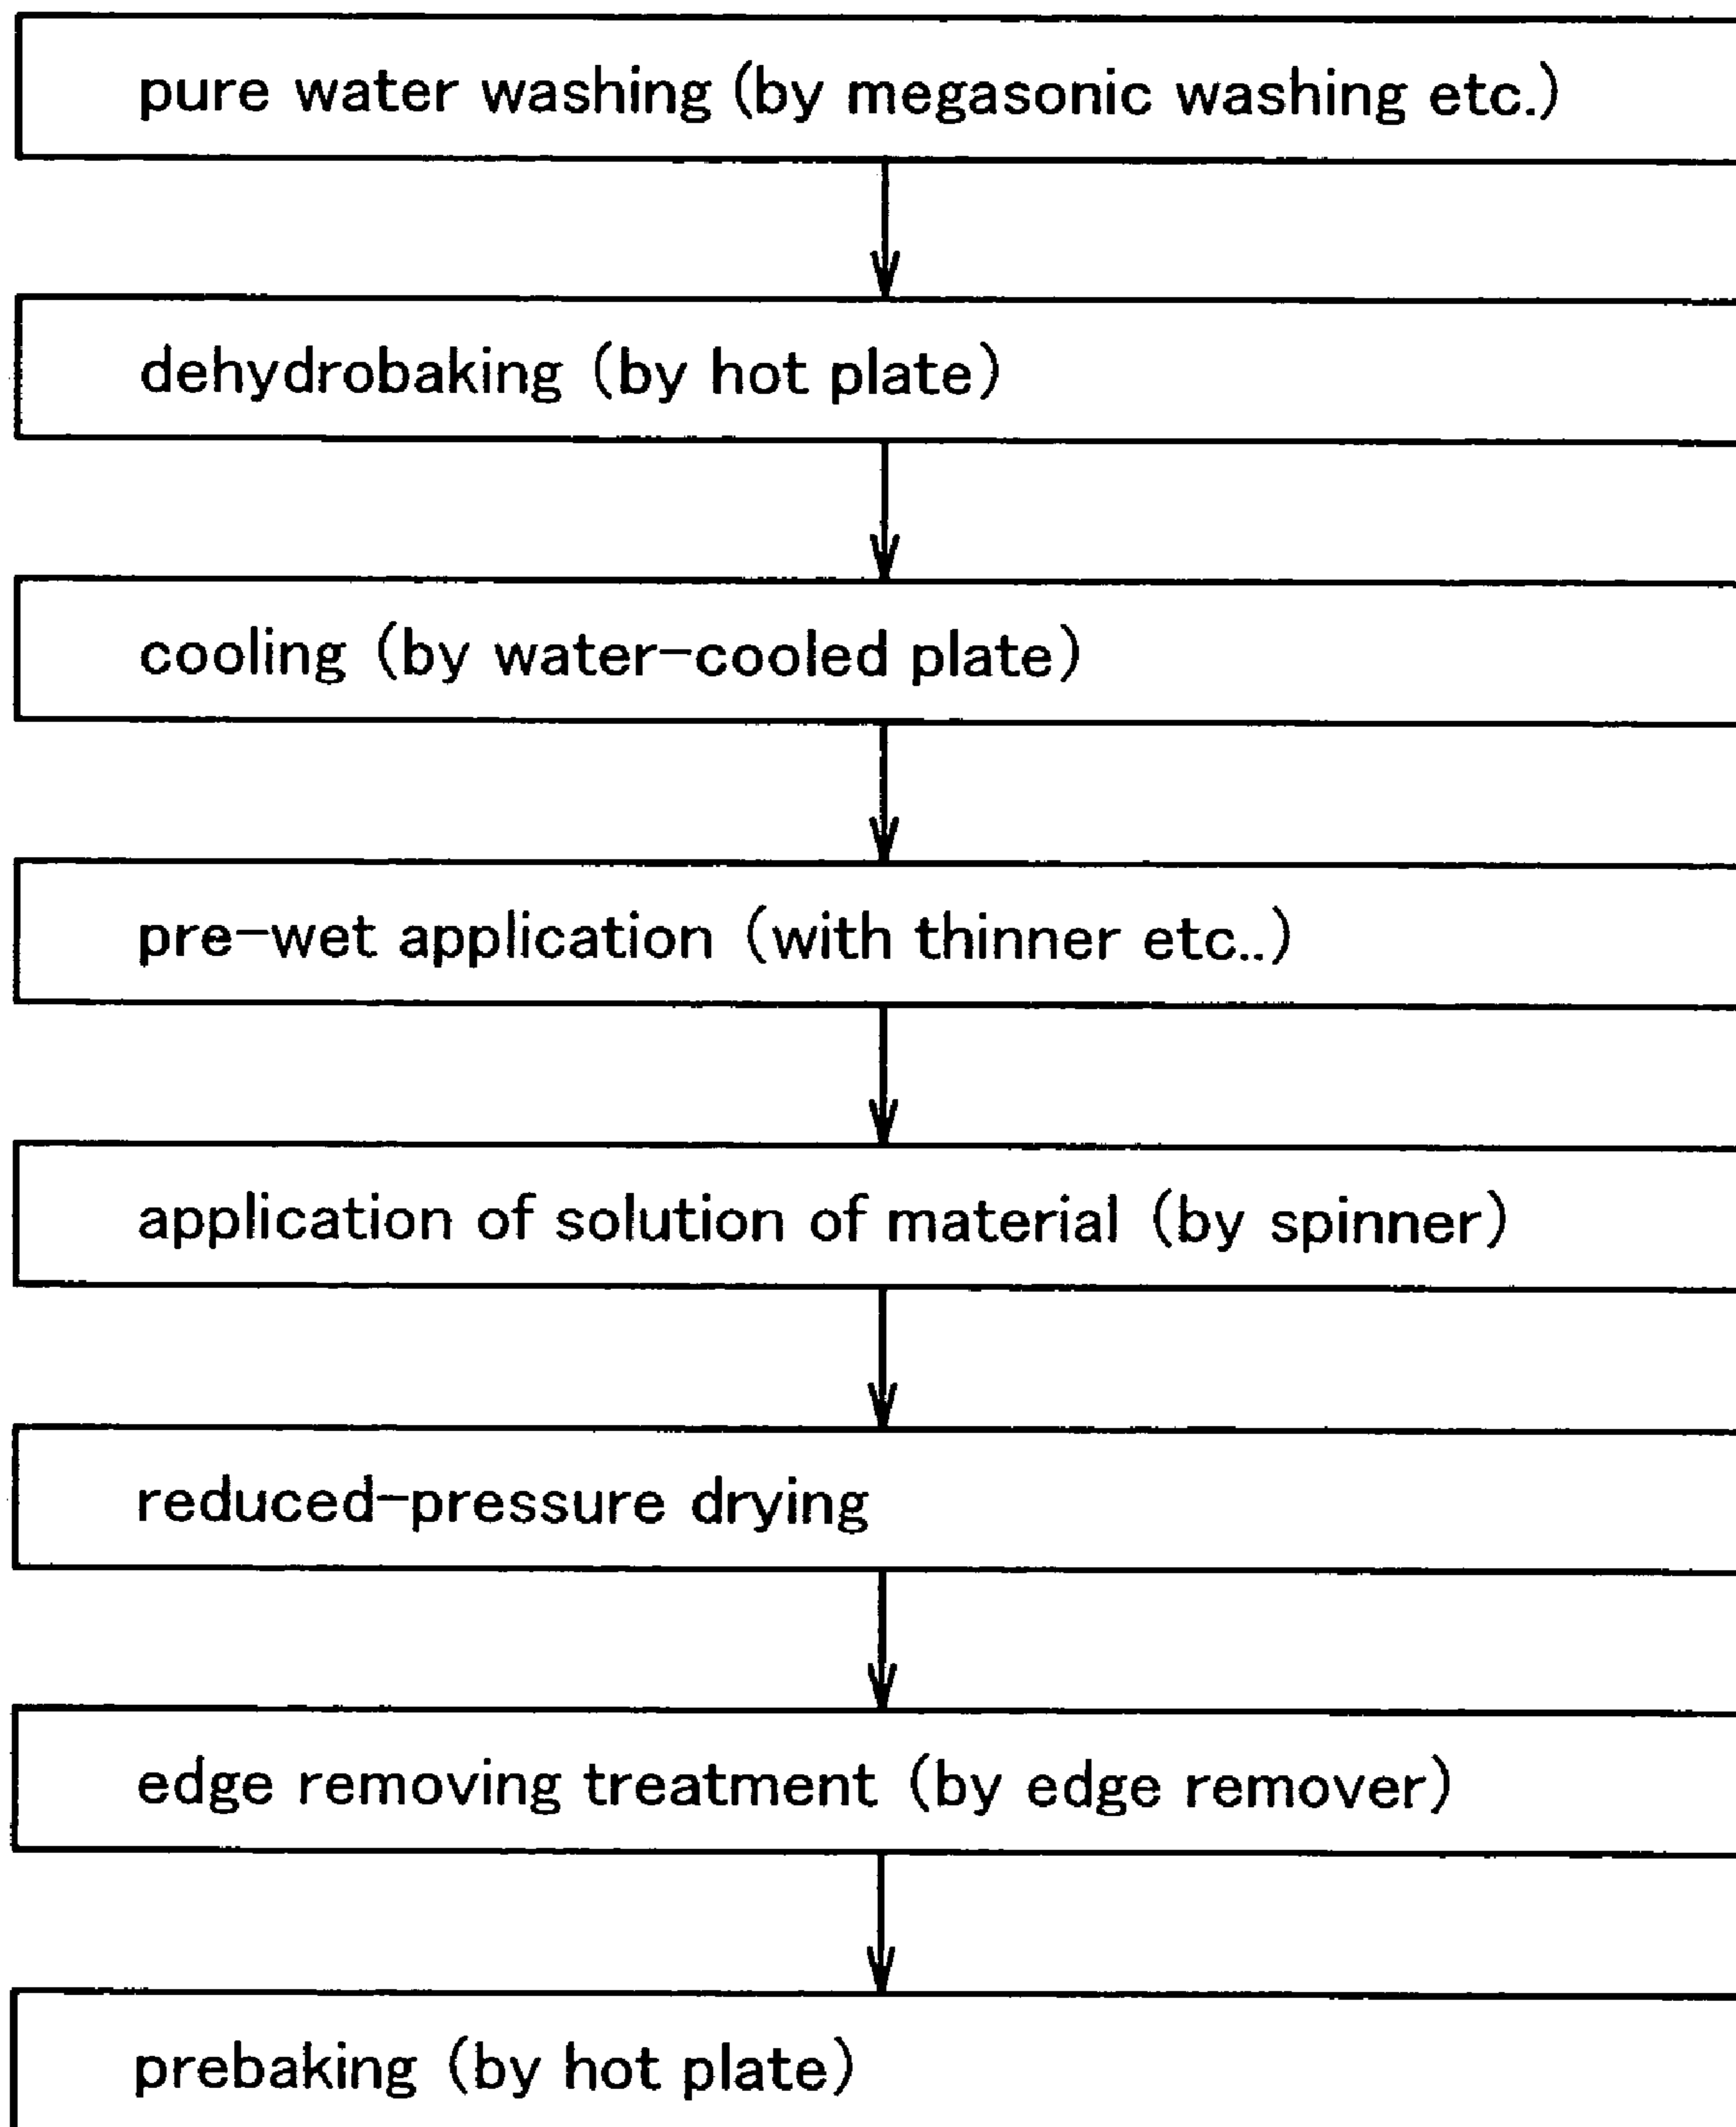 pure water washing (by megasonic washing etc.)
dehydrobaking (by hot plate)
cooling (by water-cooled plate)
pre-wet application (with thinner etc..)
application of solution of material (by spinner)
reduced-pressure drying
edge removing treatment (by edge remover)
prebaking (by hot plate)